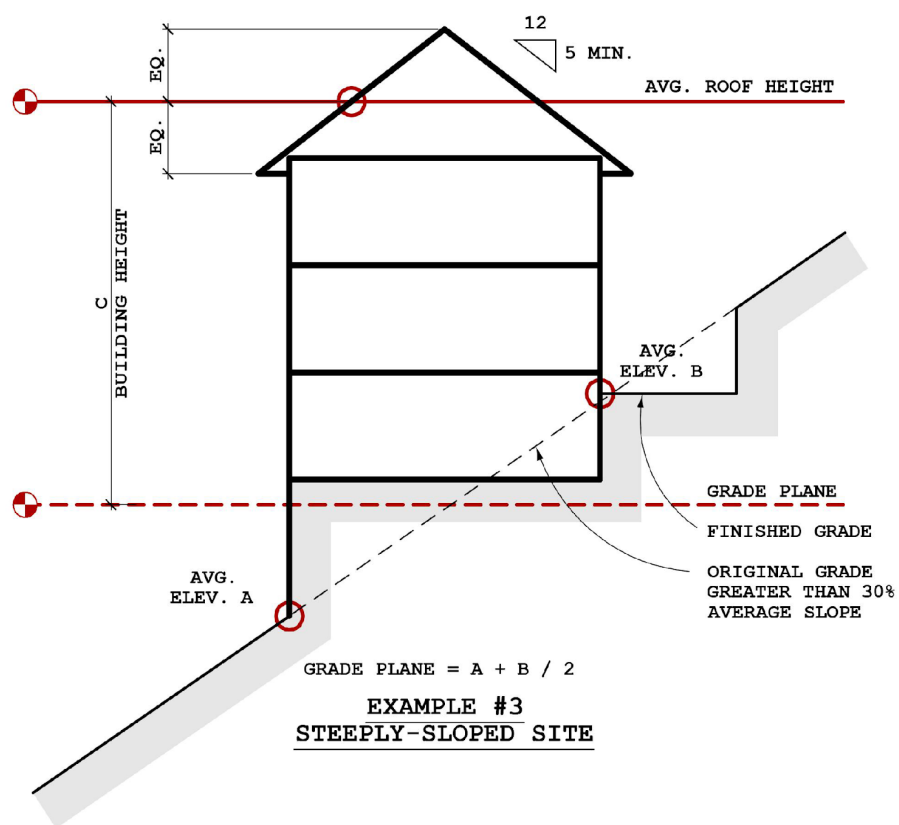 12
5 MIN.
EQ.
AVG. ROOF HEIGHT
EQ.
C
BUILDING HEIGHT
AVG.
ELEV. B
GRADE PLANE
FINISHED GRADE
ORIGINAL GRADE
GREATER THAN 30%
AVERAGE SLOPE
AVG.
ELEV. A
GRADE PLANE = A + B / 2
EXAMPLE #3
STEEPLY-SLOPED SITE